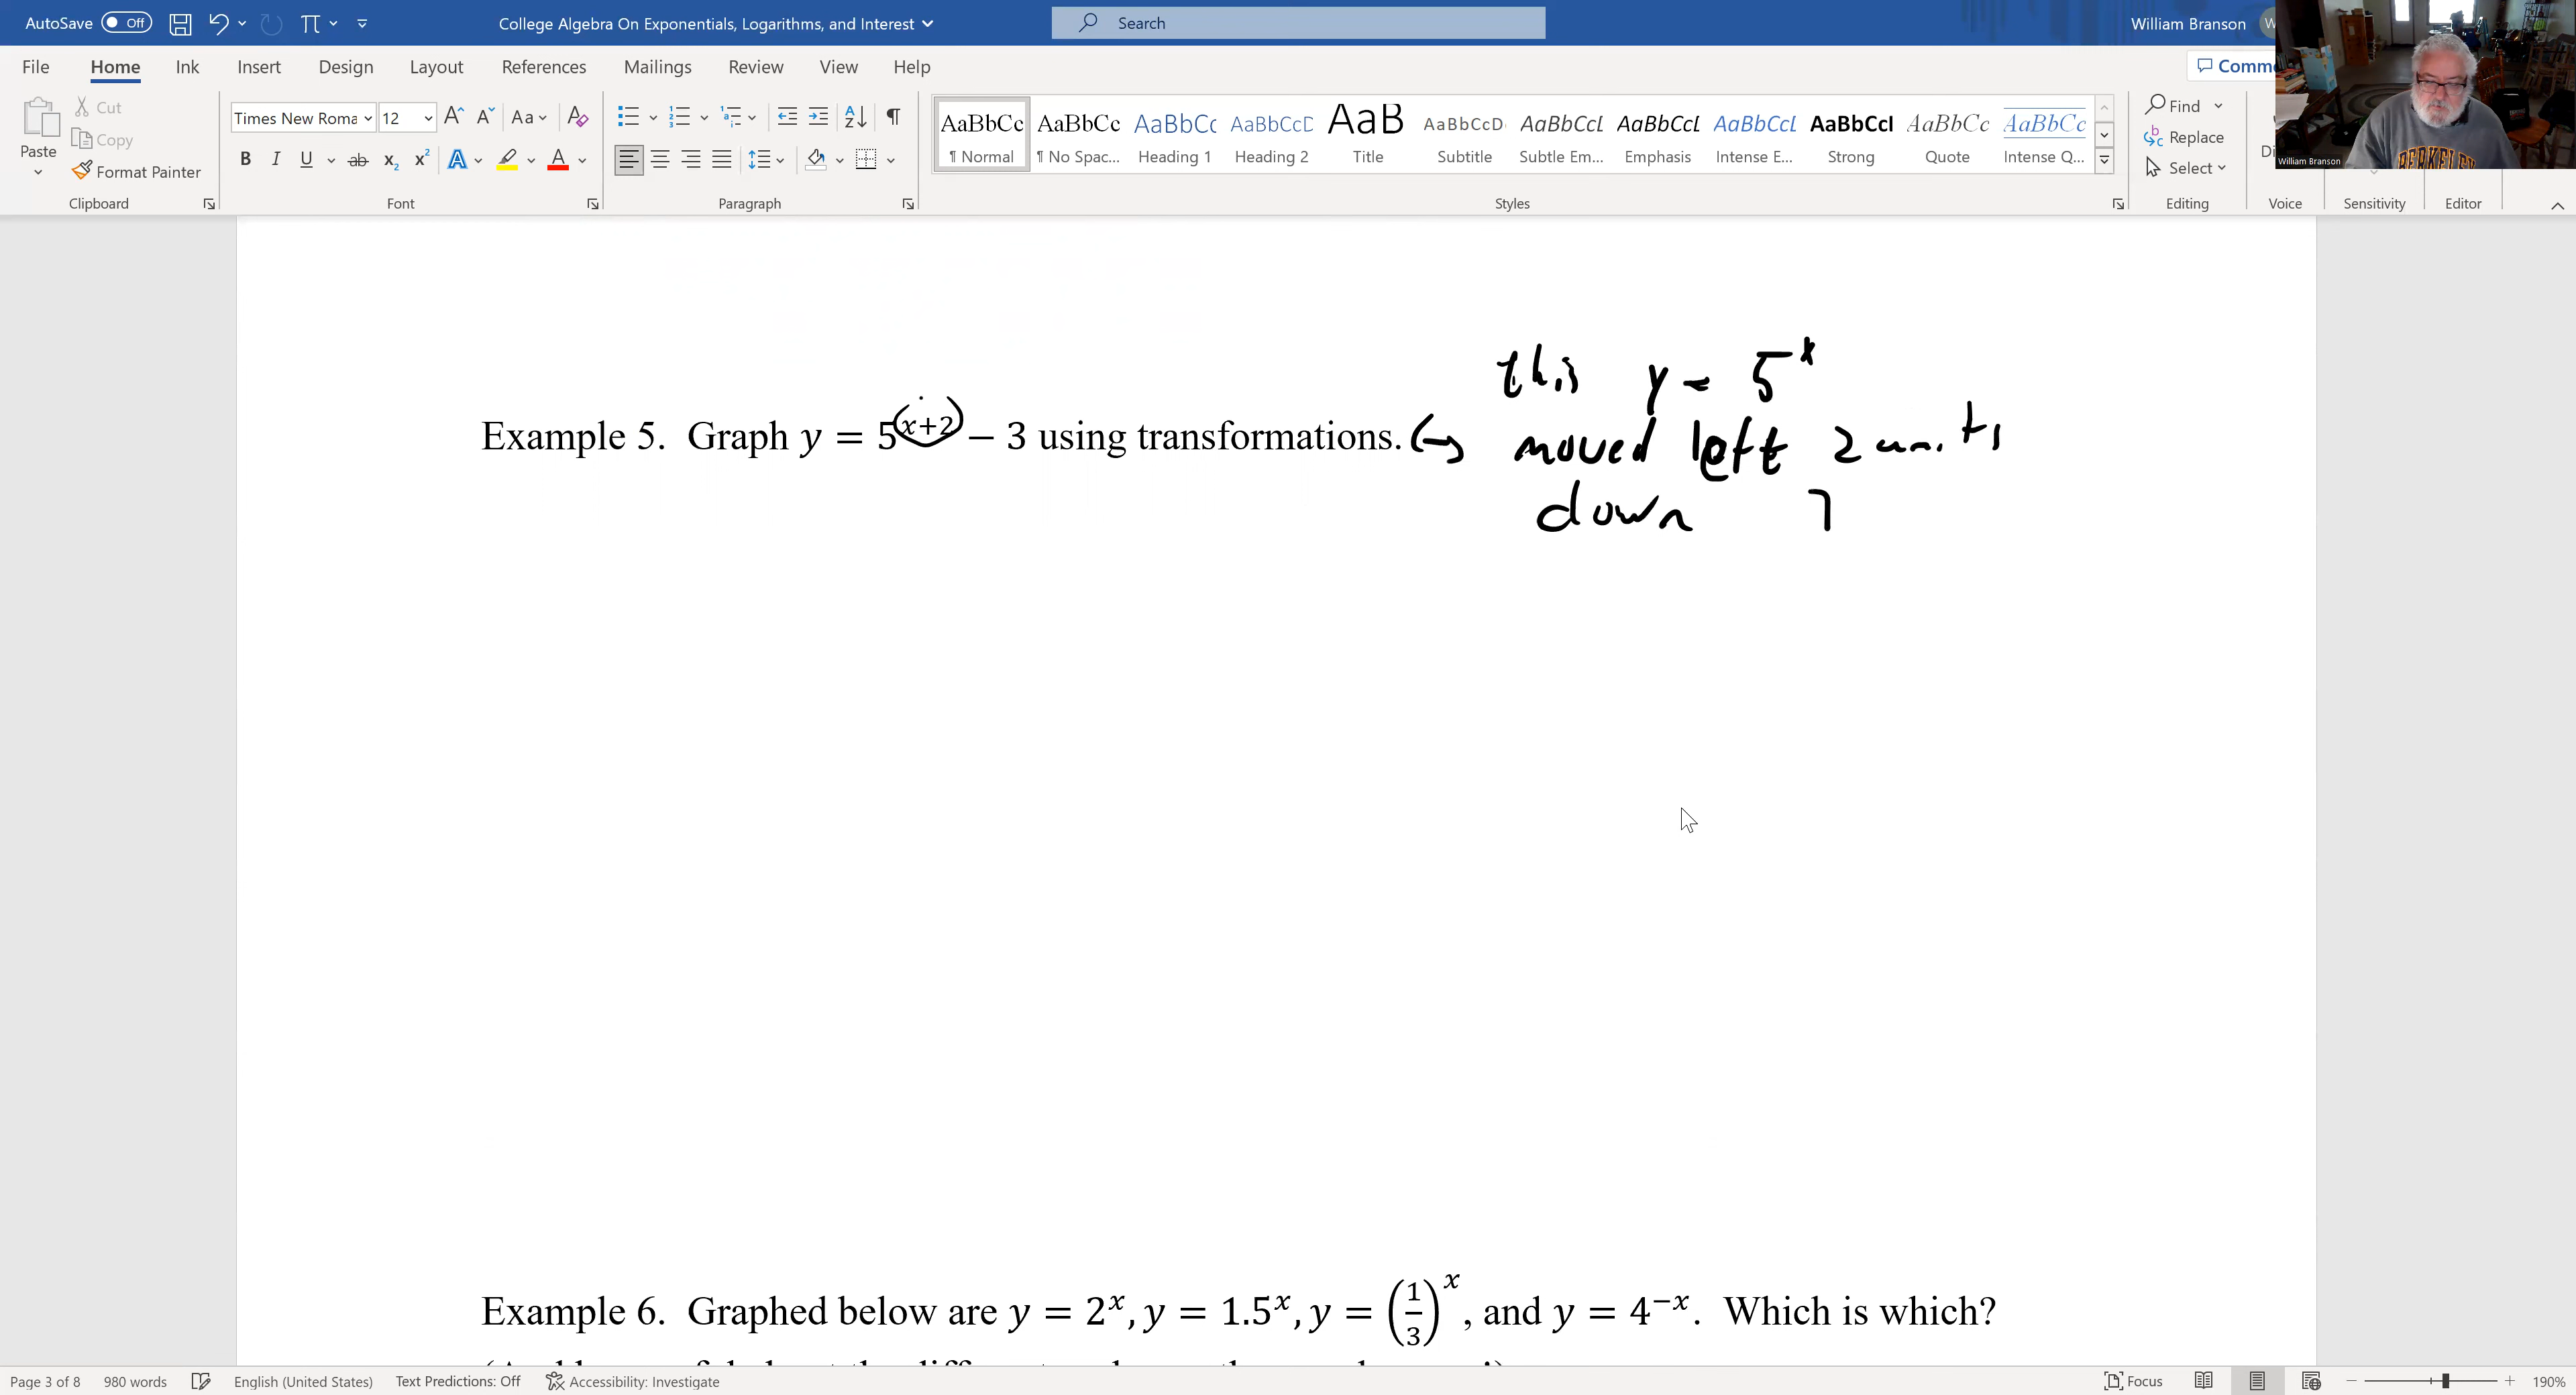 AutoSave Off College Algebra On Exponentials, Logarithms, and Interest Search William Branson W
File Home Ink Insert Design Layout References Mailings Review View Help Comme
Paste Cut Copy Format Painter
Times New Roma 12
AaBbCc AaBbCc AaBbCc AaBbCcD AaB AaBbCcD AaBbCcL AaBbCcL AaBbCcL AaBbCcI AaBbCc AaBbCc
¶ Normal ¶ No Spac... Heading 1 Heading 2 Title Subtitle Subtle Em... Emphasis Intense E... Strong Quote Intense Q...
Find Replace Select
Di
William Branson
BERKELEY
Clipboard Font Paragraph Styles Editing Voice Sensitivity Editor
this y = 5^x
Example 5. Graph y = 5^(x+2) − 3 using transformations. moved left 2 units
down
Example 6. Graphed below are y = 2^x, y = 1.5^x, y = (1/3)^x, and y = 4^−x. Which is which?
Page 3 of 8 980 words English (United States) Text Predictions: Off Accessibility: Investigate Focus 190%